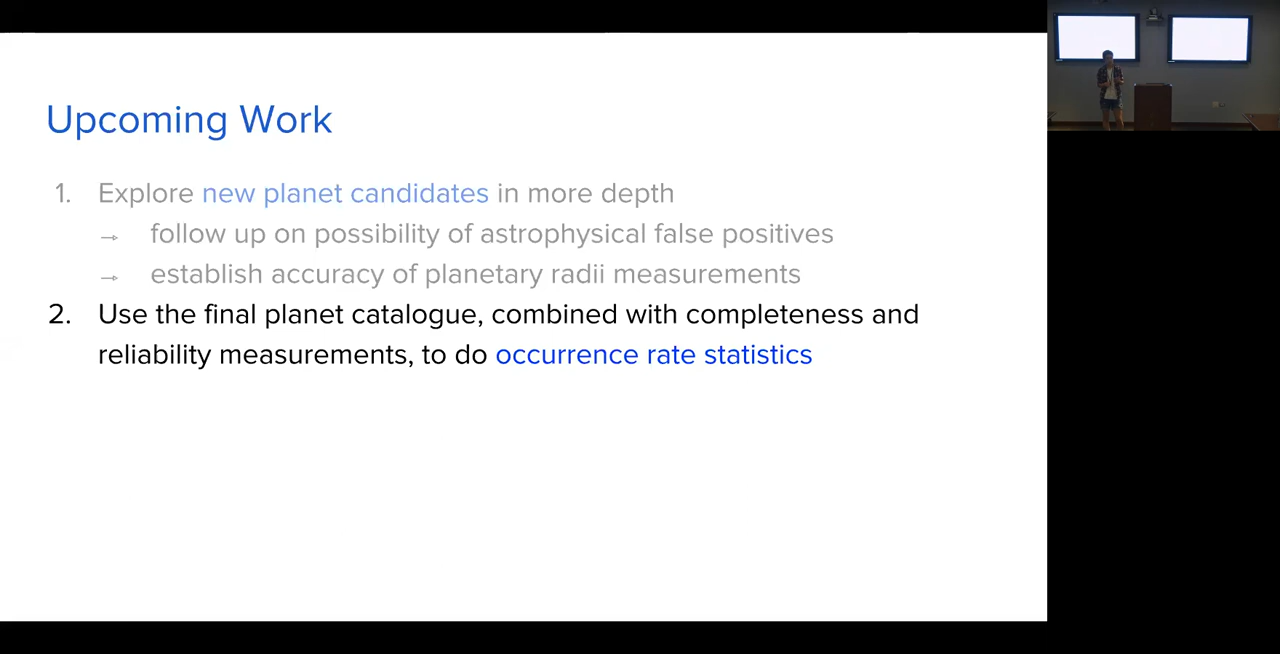 Upcoming Work
1. Explore new planet candidates in more depth
→ follow up on possibility of astrophysical false positives
→ establish accuracy of planetary radii measurements
2. Use the final planet catalogue, combined with completeness and
reliability measurements, to do occurrence rate statistics